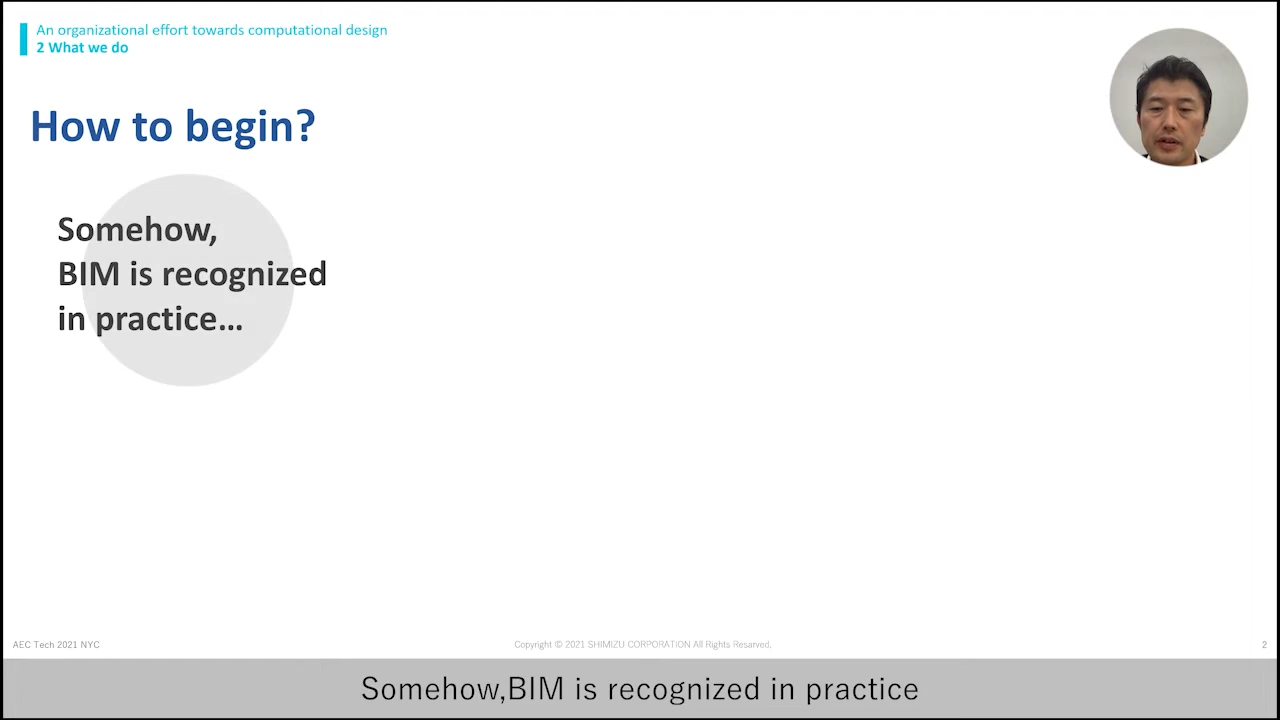 An organizational effort towards computational design
2 What we do
How to begin?
Somehow,
BIM is recognized
in practice...
AEC Tech 2021 NYC
Copyright © 2021 SHIMIZU CORPORATION All Rights Resarved.
2
Somehow,BIM is recognized in practice